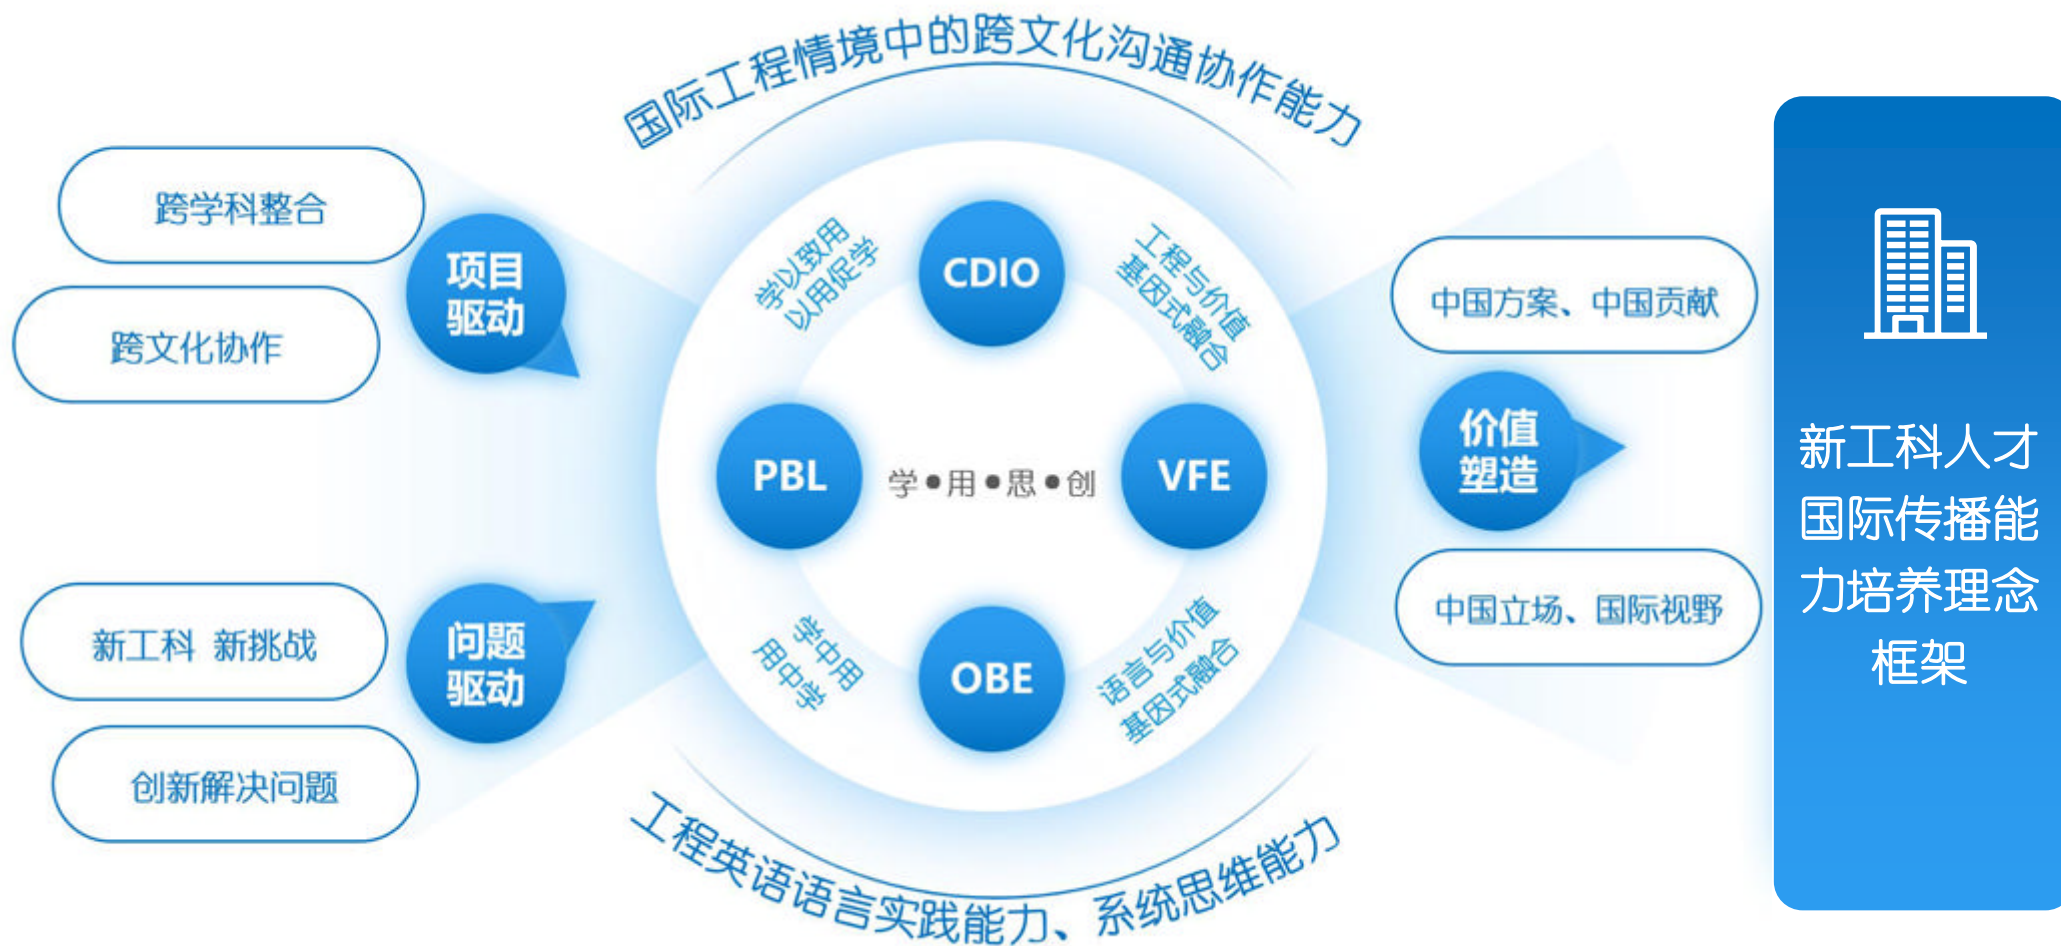 国际工程情境中的跨文化沟通协作能力
跨学科整合
跨文化协作
项目
驱动
新工科 新挑战
创新解决问题
问题
驱动
学以致用
以用促学
CDIO
工程与价值
基因式融合
PBL
学•用•思•创
VFE
学中用
用中学
OBE
语言与价值
基因式融合
中国方案、中国贡献
价值
塑造
中国立场、国际视野
工程英语语言实践能力、系统思维能力
新工科人才
国际传播能
力培养理念
框架